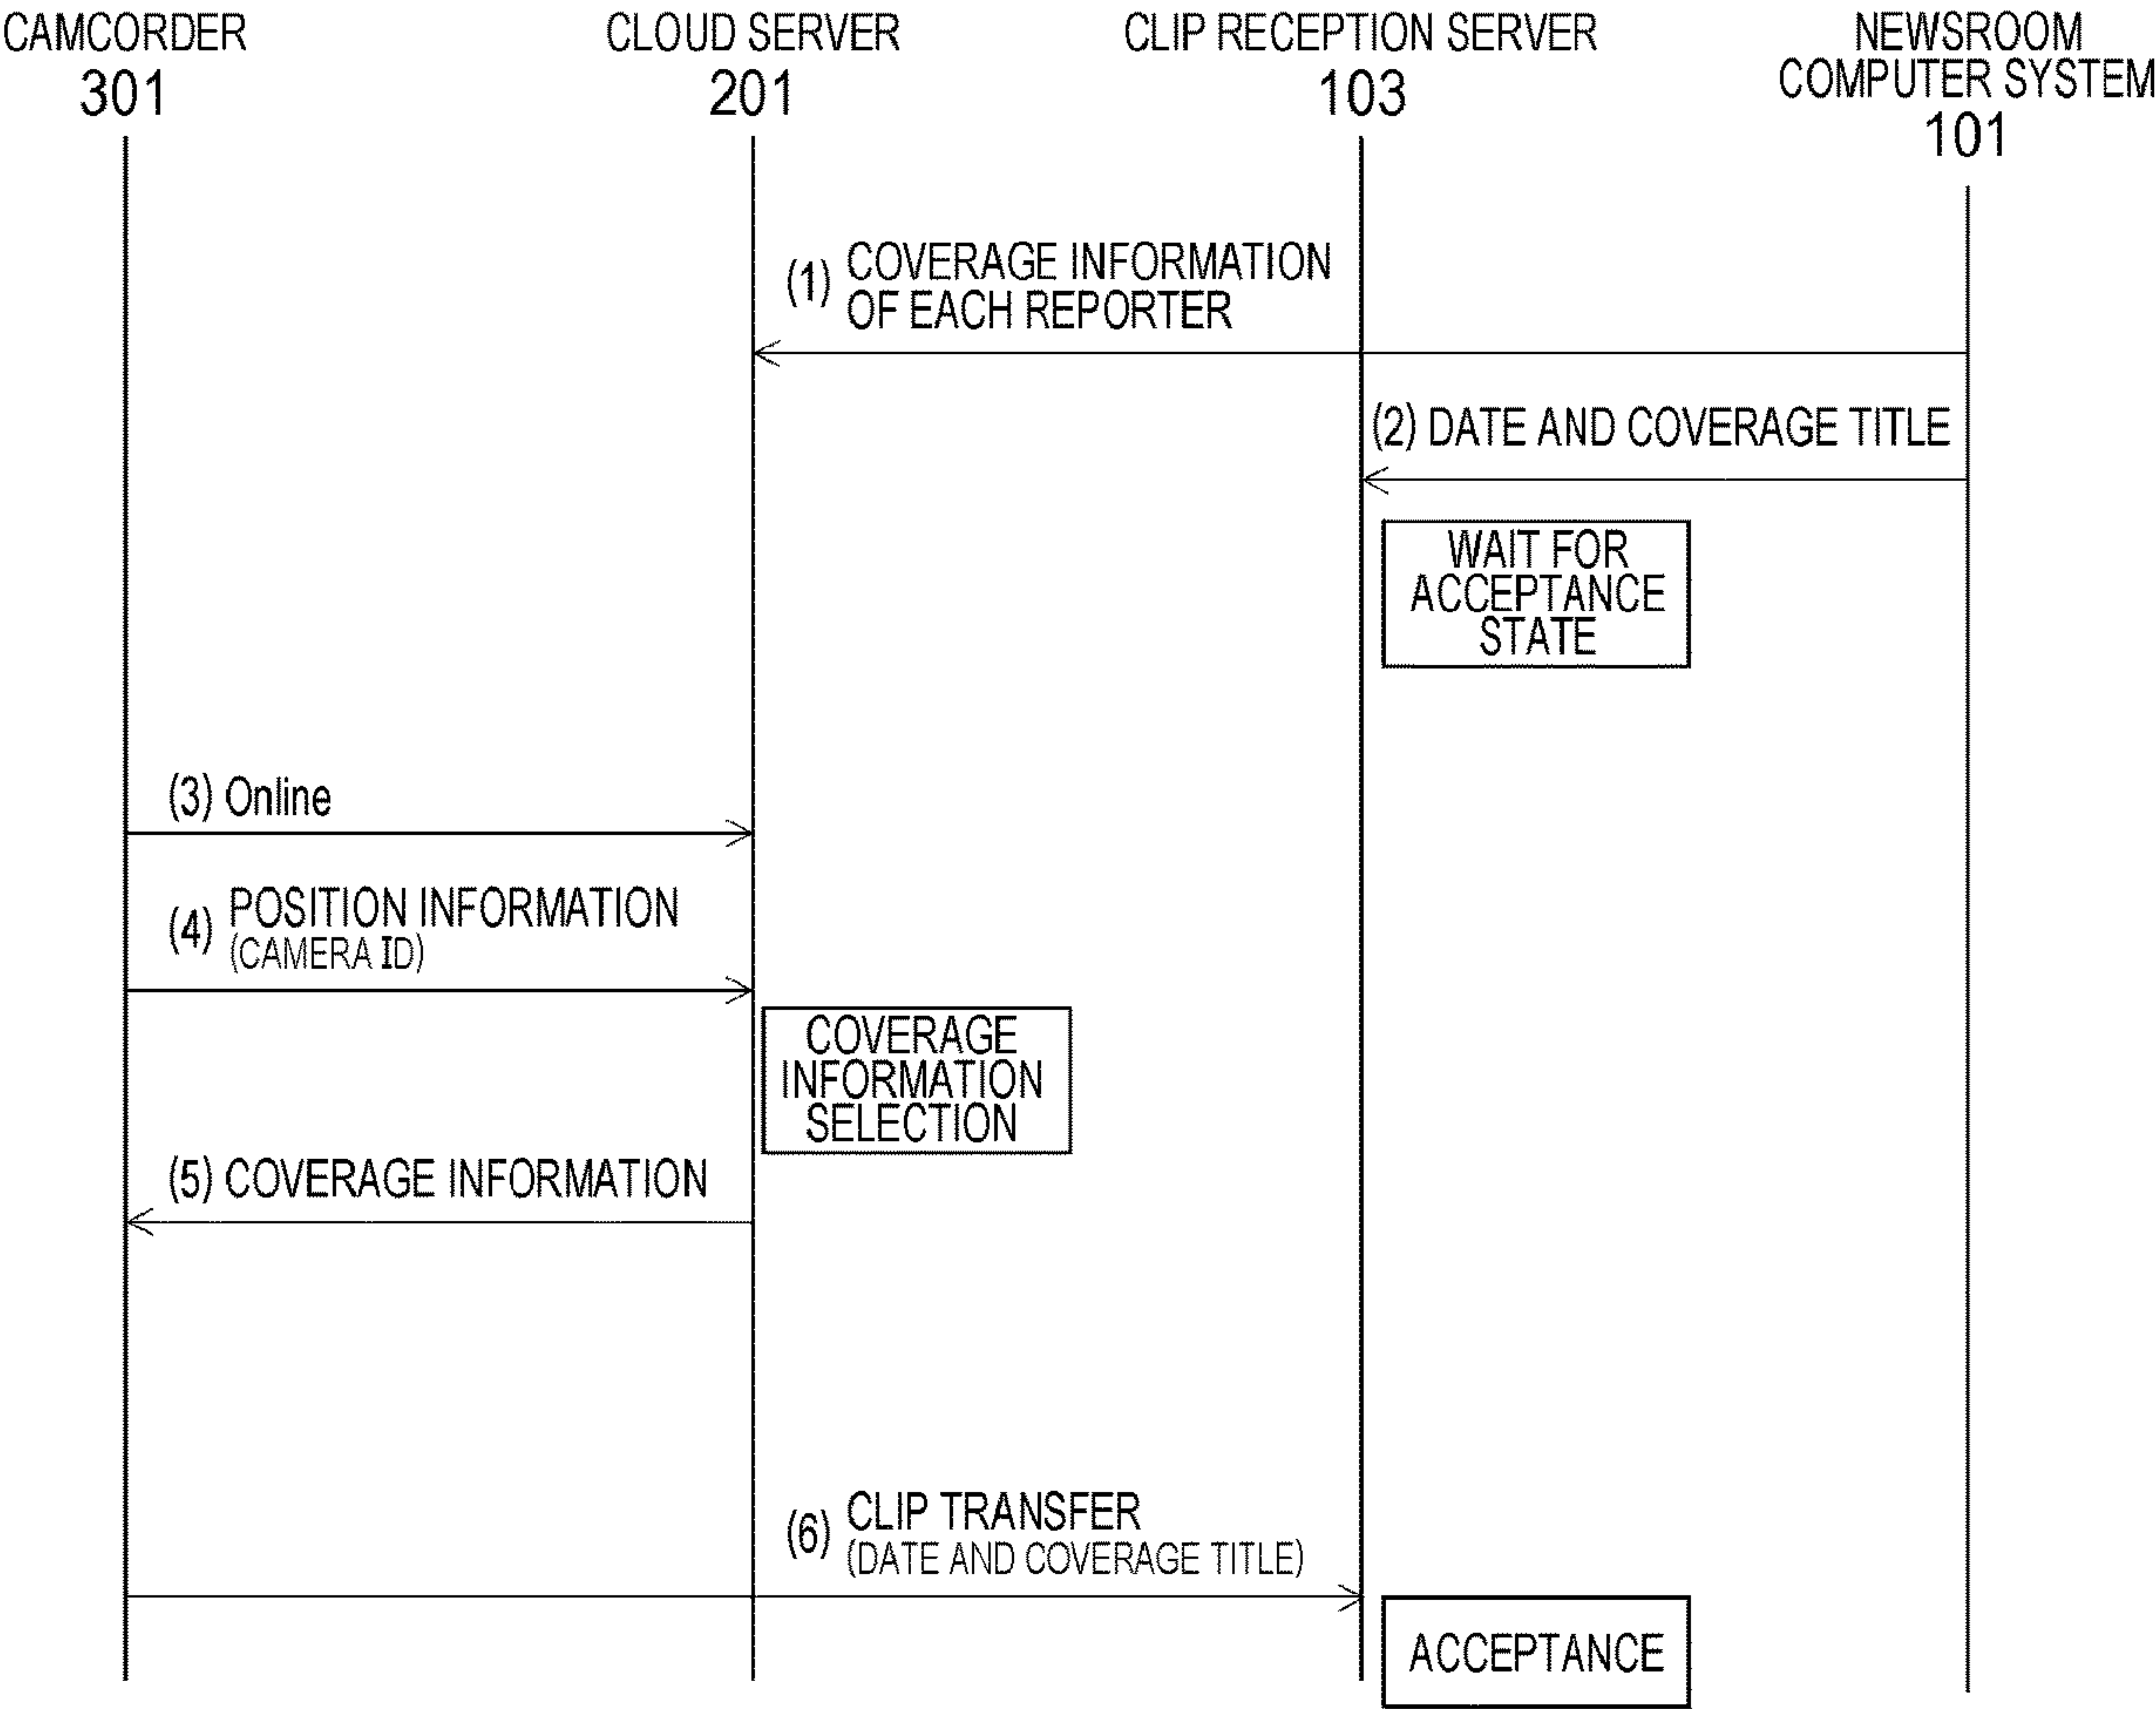 CAMCORDER
301
CLOUD SERVER
201
CLIP RECEPTION SERVER
103
NEWSROOM
COMPUTER SYSTEM
101
(1) COVERAGE INFORMATION
OF EACH REPORTER
(2) DATE AND COVERAGE TITLE
WAIT FOR
ACCEPTANCE
STATE
(3) Online
(4) POSITION INFORMATION
(CAMERA ID)
COVERAGE
INFORMATION
SELECTION
(5) COVERAGE INFORMATION
(6) CLIP TRANSFER
(DATE AND COVERAGE TITLE)
ACCEPTANCE